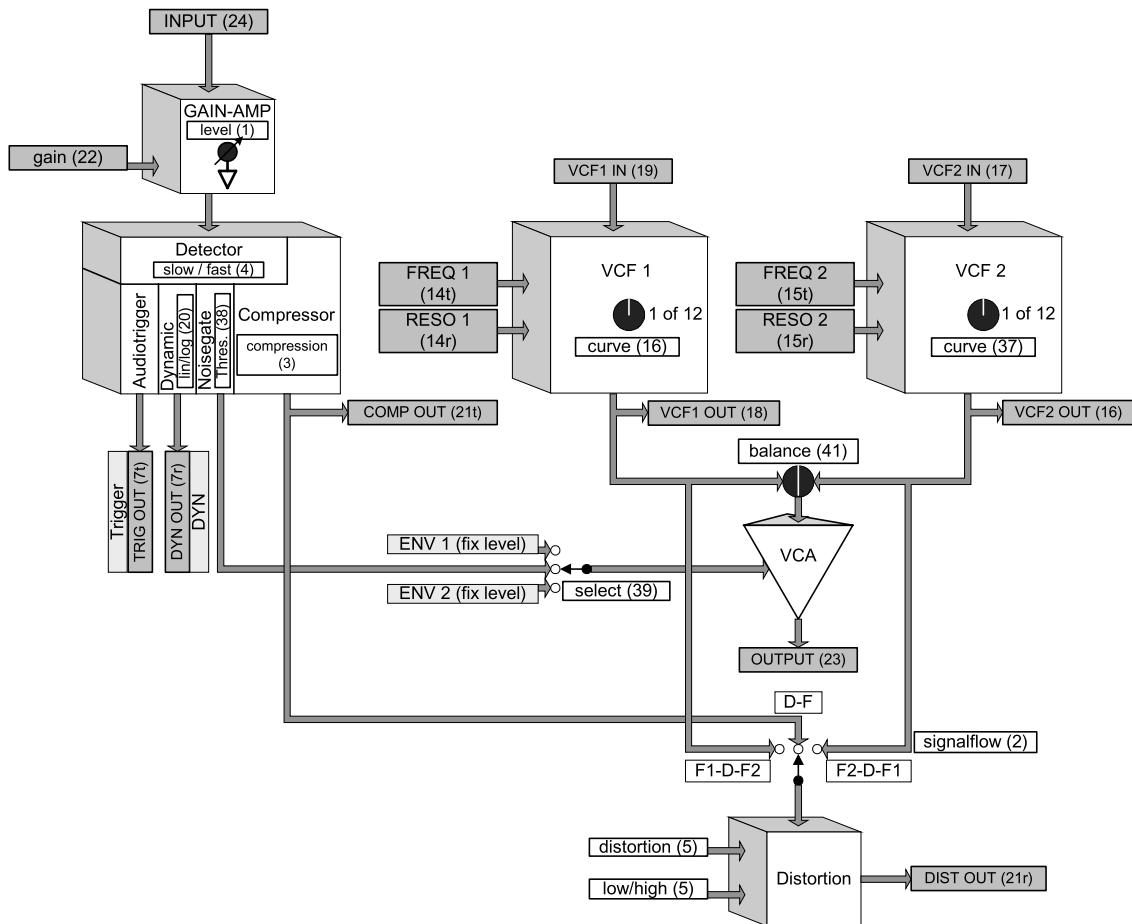 INPUT (24)
GAIN-AMP
level (1)
gain (22)
Detector
slow / fast (4)
Audiotrigger
Dynamic
lin/log (20)
Noisegate
Thres. (38)
Compressor
compression
(3)
COMP OUT (21t)
Trigger
TRIG OUT (7t)
DYN OUT (7r)
DYN
VCF1 IN (19)
FREQ 1
(14t)
RESO 1
(14r)
VCF 1
1 of 12
curve (16)
VCF1 OUT (18)
VCF2 IN (17)
FREQ 2
(15t)
RESO 2
(15r)
VCF 2
1 of 12
curve (37)
VCF2 OUT (16)
balance (41)
VCA
ENV 1 (fix level)
ENV 2 (fix level)
select (39)
OUTPUT (23)
D-F
signalflow (2)
F1-D-F2
F2-D-F1
distortion (5)
low/high (5)
Distortion
DIST OUT (21r)